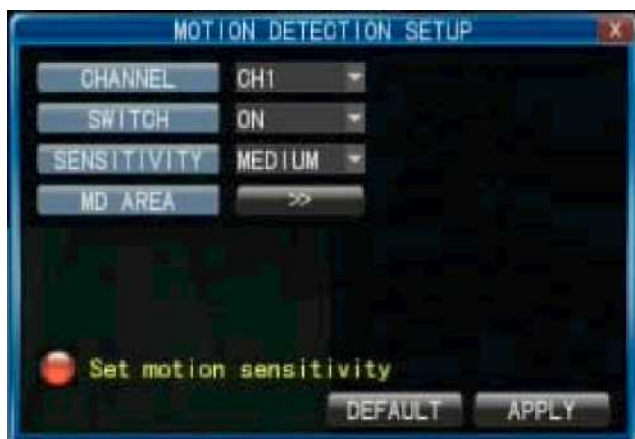 MOTION DETECTION SETUP X
CHANNEL CH1
SWITCH ON
SENSITIVITY MEDIUM
MD AREA >>
Set motion sensitivity
DEFAULT APPLY